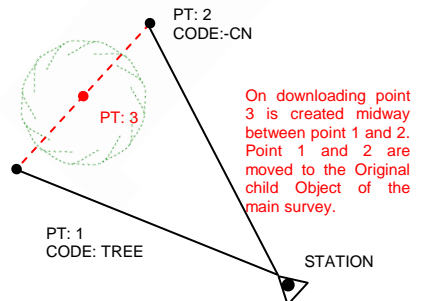 PT: 2
CODE:-CN
PT: 3
On downloading point
3 is created midway
between point 1 and 2.
Point 1 and 2 are
moved to the Original
child Object of the
main survey.
PT: 1
CODE: TREE
STATION